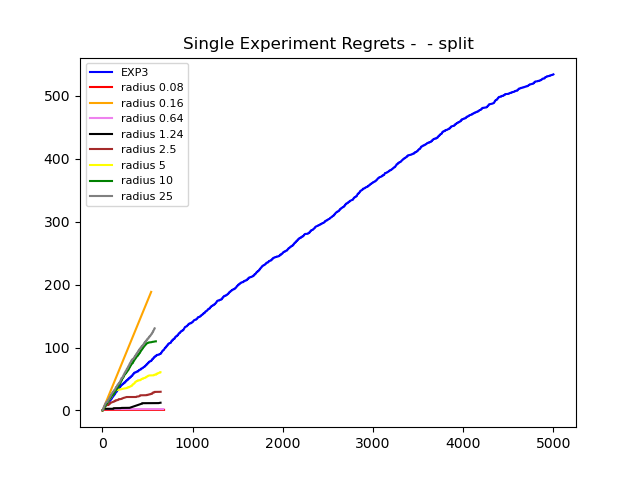 Single Experiment Regrets -  - split
EXP3
radius 0.08
radius 0.16
radius 0.64
radius 1.24
radius 2.5
radius 5
radius 10
radius 25
500
400
300
200
100
0
0 1000 2000 3000 4000 5000